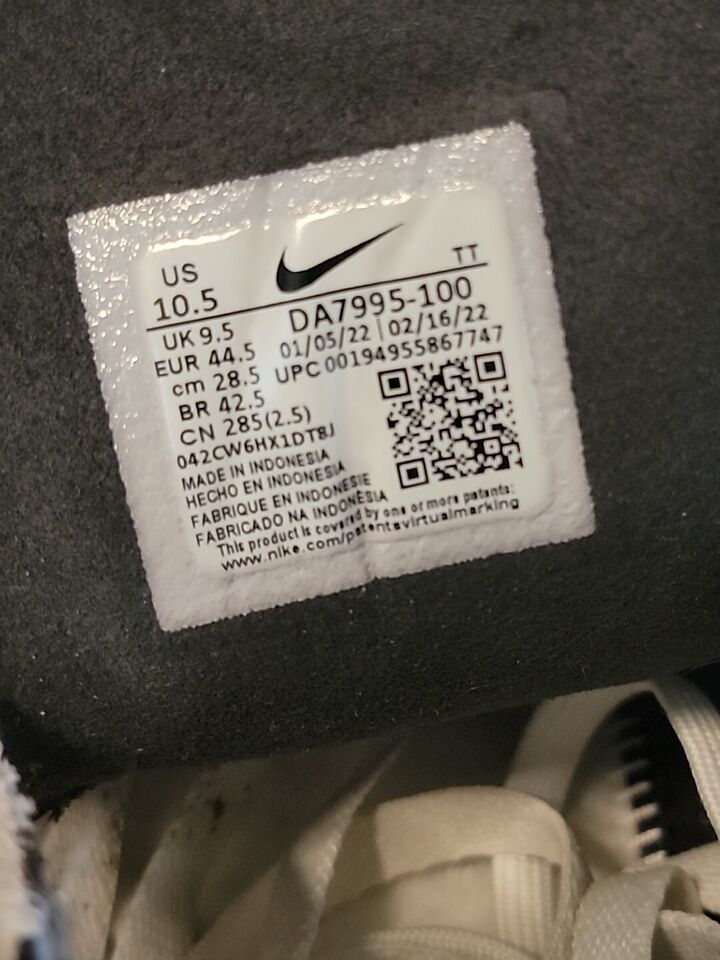 US
10.5
TT
UK 9.5
EUR 44.5
cm 28.5
BR 42.5
CN 285(2.5)
DA7995-100
01/05/22 | 02/16/22
UPC 00194955867747
042CW6HX1DT8J
MADE IN INDONESIA
HECHO EN INDONESIA
FABRIQUE EN INDONESIE
FABRICADO NA INDONÉSIA
This product is covered by one or more patents:
www.nike.com/patentsvirtualmarking